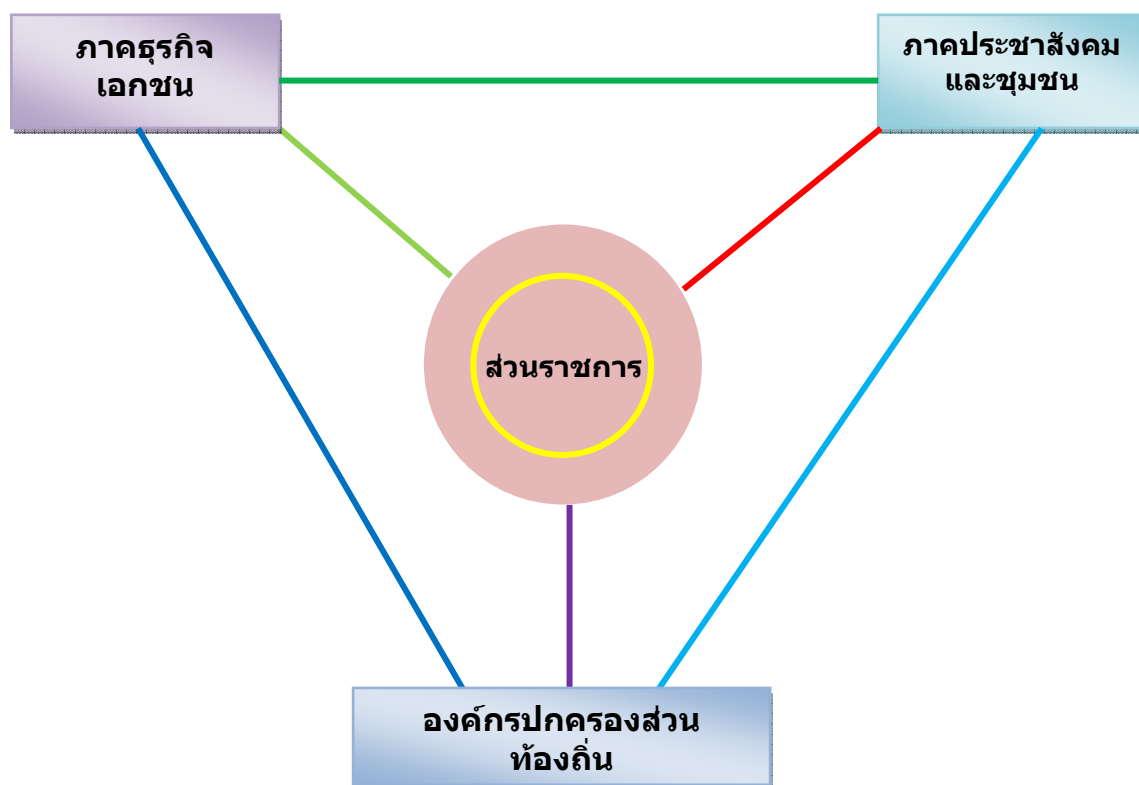 ภาคธุรกิจ
เอกชน
ภาคประชาสังคม
และชุมชน
ส่วนราชการ
องค์กรปกครองส่วน
ท้องถิ่น